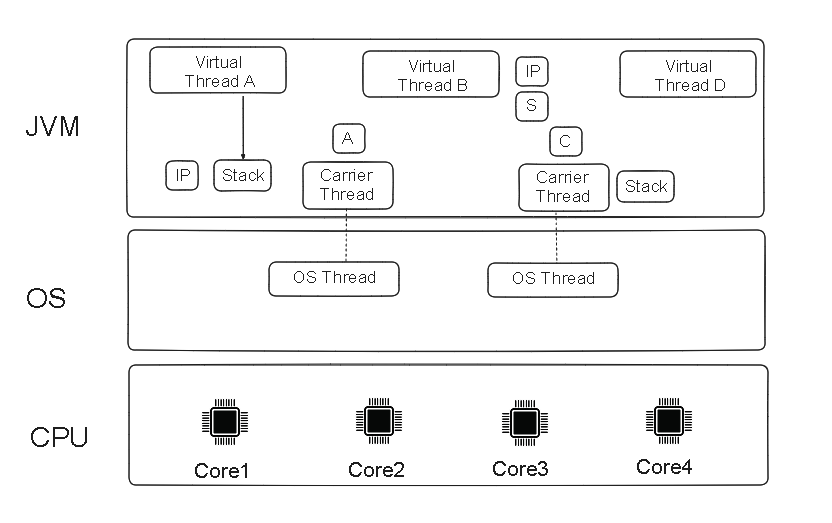 JVM
Virtual
Thread A
Virtual
Thread B
IP
S
Virtual
Thread D
A
C
IP
Stack
Carrier
Thread
Carrier
Thread
Stack
OS
OS Thread
OS Thread
CPU
Core1
Core2
Core3
Core4